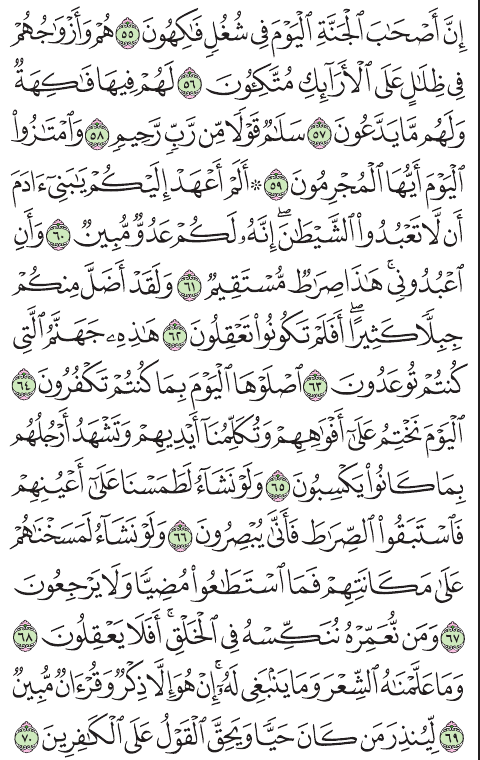 إِنَّ أَصْحَٰبَ ٱلْجَنَّةِ ٱلْيَوْمَ فِى شُغُلٍ فَٰكِهُونَ ٥٥ هُمْ وَأَزْوَٰجُهُمْ
فِى ظِلَٰلٍ عَلَى ٱلْأَرَآئِكِ مُتَّكِـُٔونَ ٥٦ لَهُمْ فِيهَا فَٰكِهَةٌ
وَلَهُم مَّا يَدَّعُونَ ٥٧ سَلَٰمٌ قَوْلًا مِّن رَّبٍّ رَّحِيمٍ ٥٨ وَٱمْتَٰزُوا۟
ٱلْيَوْمَ أَيُّهَا ٱلْمُجْرِمُونَ ٥٩ ۞ أَلَمْ أَعْهَدْ إِلَيْكُمْ يَٰبَنِىٓ ءَادَمَ
أَن لَّا تَعْبُدُوا۟ ٱلشَّيْطَٰنَ ۖ إِنَّهُۥ لَكُمْ عَدُوٌّ مُّبِينٌ ٦٠ وَأَنِ
ٱعْبُدُونِى ۚ هَٰذَا صِرَٰطٌ مُّسْتَقِيمٌ ٦١ وَلَقَدْ أَضَلَّ مِنكُمْ
جِبِلًّا كَثِيرًا ۖ أَفَلَمْ تَكُونُوا۟ تَعْقِلُونَ ٦٢ هَٰذِهِۦ جَهَنَّمُ ٱلَّتِى
كُنتُمْ تُوعَدُونَ ٦٣ ٱصْلَوْهَا ٱلْيَوْمَ بِمَا كُنتُمْ تَكْفُرُونَ ٦٤
ٱلْيَوْمَ نَخْتِمُ عَلَىٰٓ أَفْوَٰهِهِمْ وَتُكَلِّمُنَآ أَيْدِيهِمْ وَتَشْهَدُ أَرْجُلُهُم
بِمَا كَانُوا۟ يَكْسِبُونَ ٦٥ وَلَوْ نَشَآءُ لَطَمَسْنَا عَلَىٰٓ أَعْيُنِهِمْ
فَٱسْتَبَقُوا۟ ٱلصِّرَٰطَ فَأَنَّىٰ يُبْصِرُونَ ٦٦ وَلَوْ نَشَآءُ لَمَسَخْنَٰهُمْ
عَلَىٰ مَكَانَتِهِمْ فَمَا ٱسْتَطَٰعُوا۟ مُضِيًّا وَلَا يَرْجِعُونَ
٦٧ وَمَن نُّعَمِّرْهُ نُنَكِّسْهُ فِى ٱلْخَلْقِ ۖ أَفَلَا يَعْقِلُونَ ٦٨
وَمَا عَلَّمْنَٰهُ ٱلشِّعْرَ وَمَا يَنۢبَغِى لَهُۥٓ ۚ إِنْ هُوَ إِلَّا ذِكْرٌ وَقُرْءَانٌ مُّبِينٌ
٦٩ لِّيُنذِرَ مَن كَانَ حَيًّا وَيَحِقَّ ٱلْقَوْلُ عَلَى ٱلْكَٰفِرِينَ ٧٠